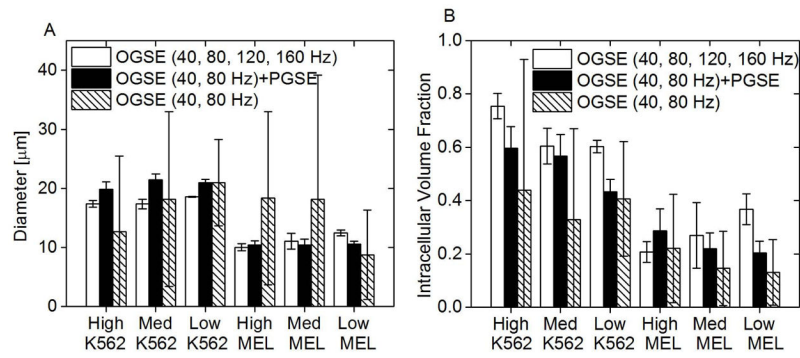 A
OGSE (40, 80, 120, 160 Hz)
OGSE (40, 80 Hz)+PGSE
OGSE (40, 80 Hz)
Diameter [µm]
40
30
20
10
0
High K562
Med K562
Low K562
High MEL
Med MEL
Low MEL
B
OGSE (40, 80, 120, 160 Hz)
OGSE (40, 80 Hz)+PGSE
OGSE (40, 80 Hz)
Intracellular Volume Fraction
1.0
0.8
0.6
0.4
0.2
0.0
High K562
Med K562
Low K562
High MEL
Med MEL
Low MEL